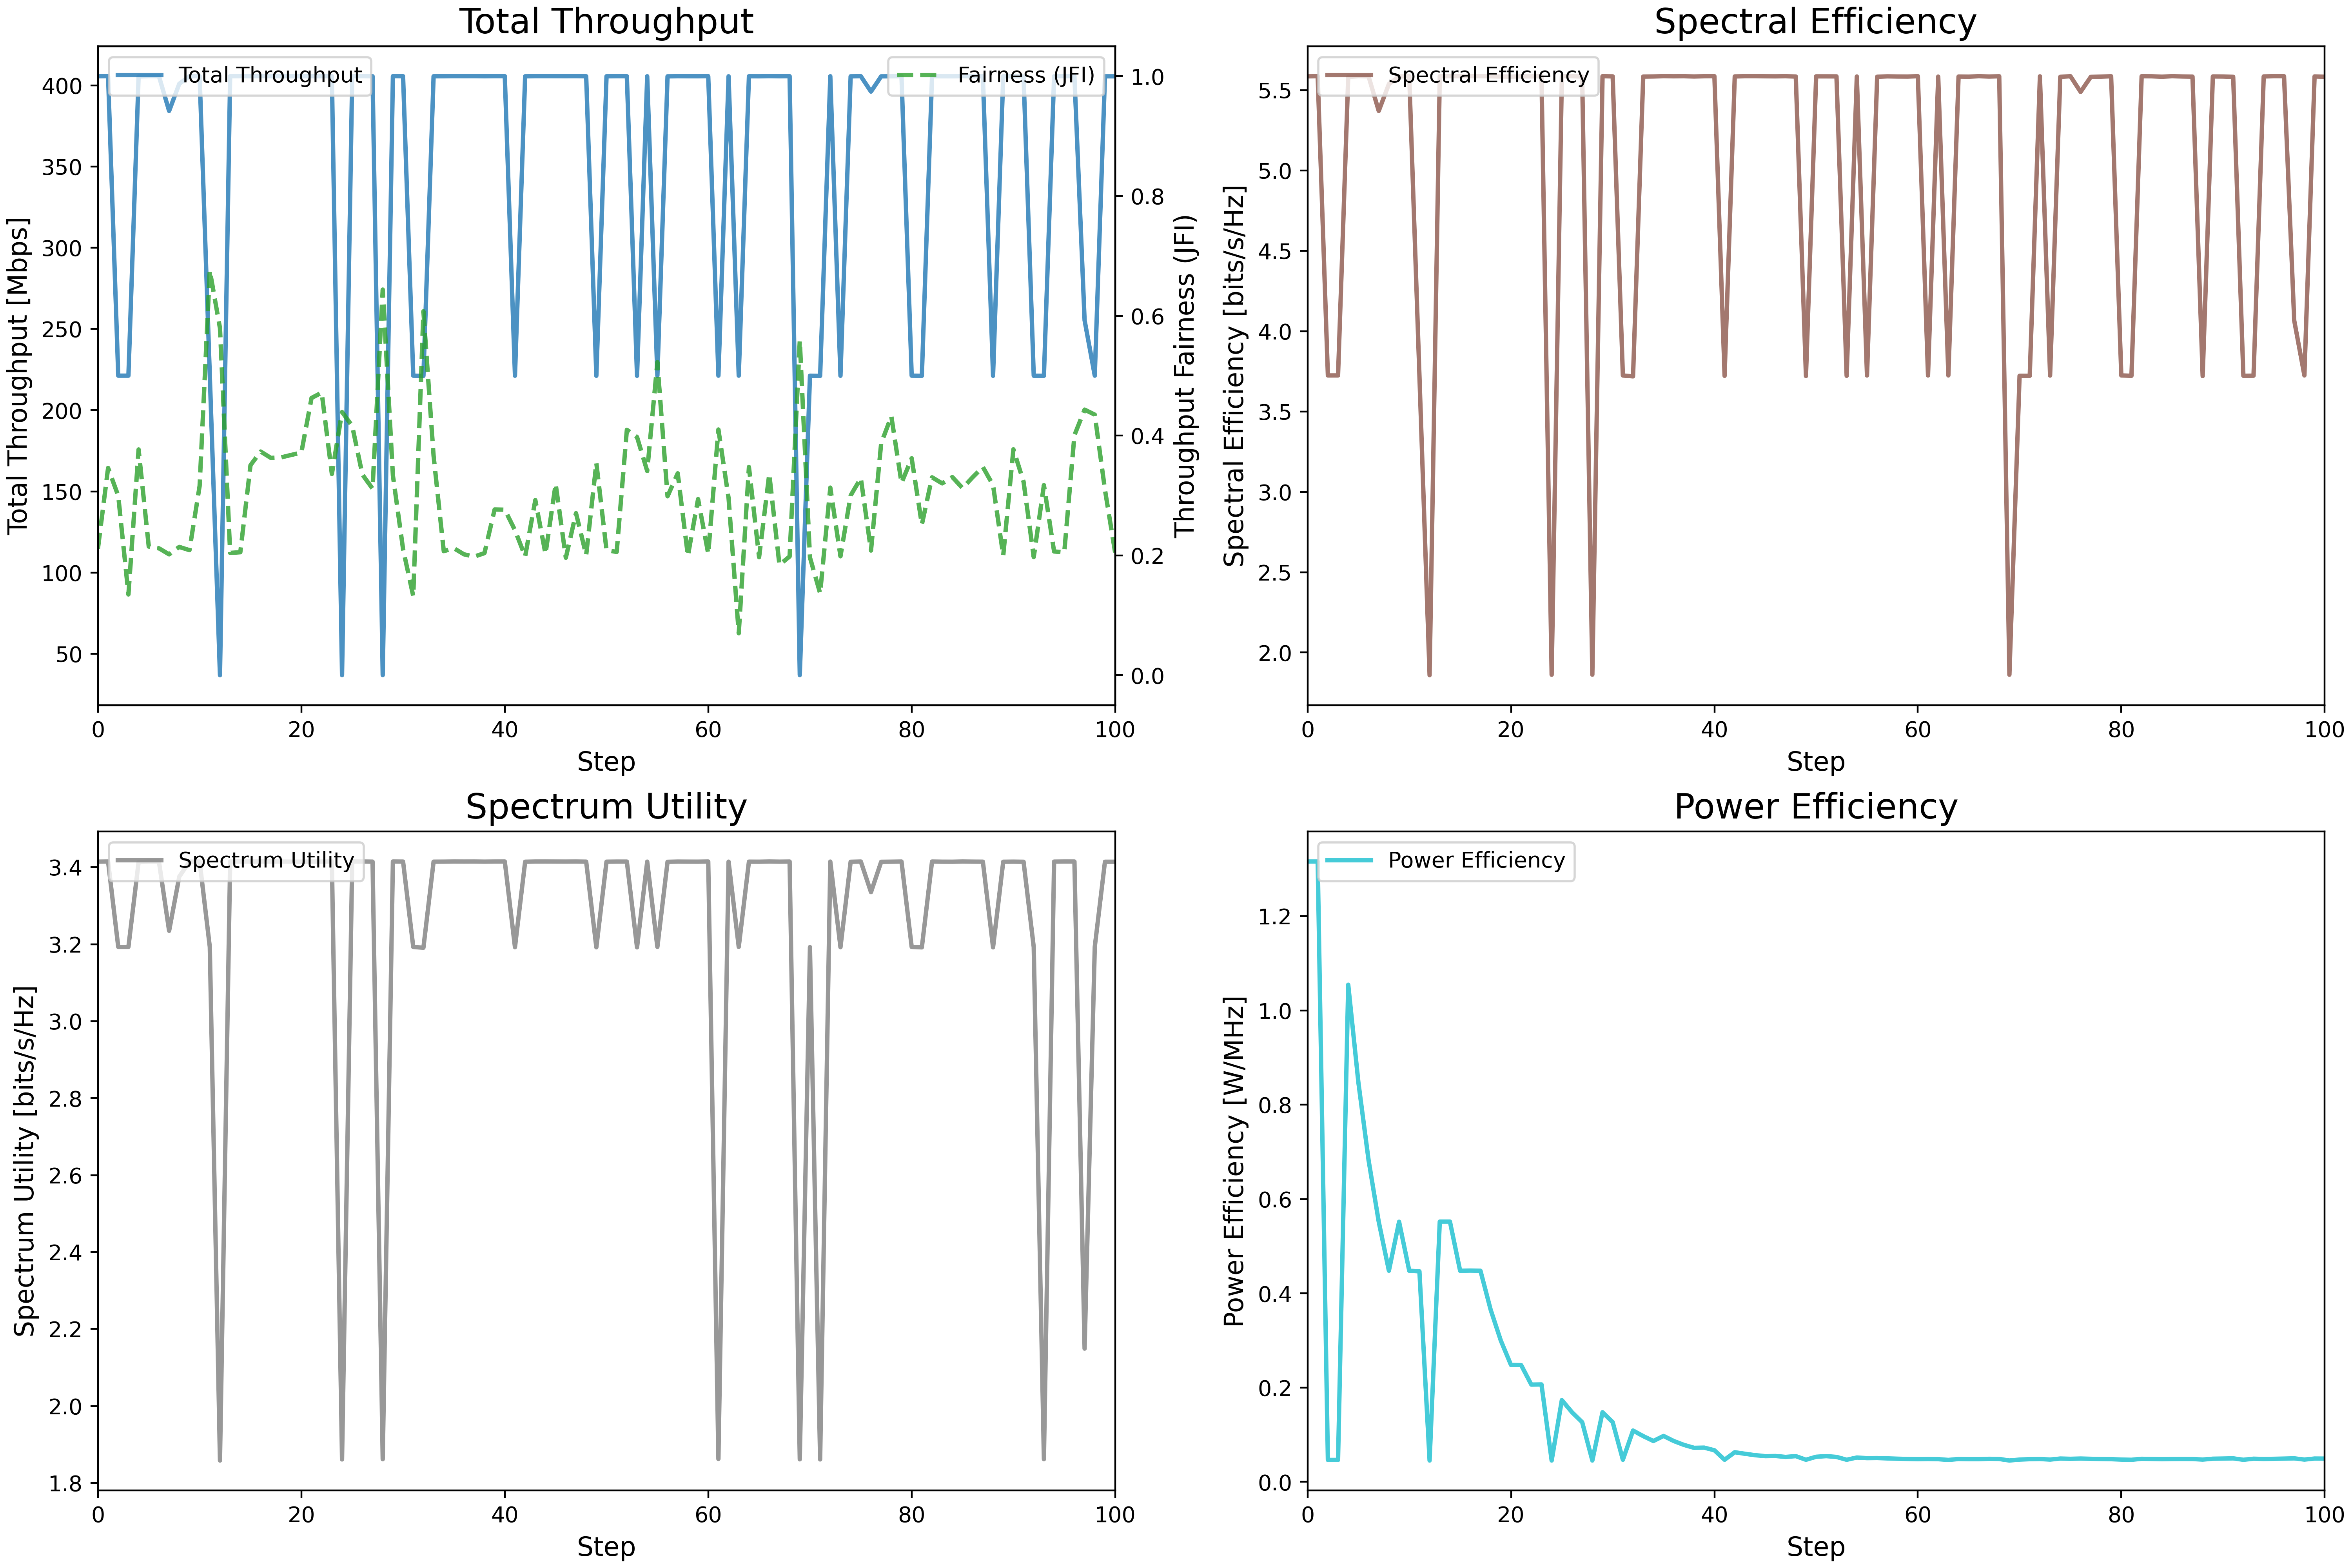 Total Throughput
Total Throughput
Fairness (JFI)
Total Throughput [Mbps]
400
350
300
250
200
150
100
50
1.0
0.8
0.6
0.4
0.2
0.0
Throughput Fairness (JFI)
0 20 40 60 80 100
Step
Spectral Efficiency
Spectral Efficiency
Spectral Efficiency [bits/s/Hz]
5.5
5.0
4.5
4.0
3.5
3.0
2.5
2.0
0 20 40 60 80 100
Step
Spectrum Utility
Spectrum Utility
Spectrum Utility [bits/s/Hz]
3.4
3.2
3.0
2.8
2.6
2.4
2.2
2.0
1.8
0 20 40 60 80 100
Step
Power Efficiency
Power Efficiency
Power Efficiency [W/MHz]
1.2
1.0
0.8
0.6
0.4
0.2
0.0
0 20 40 60 80 100
Step